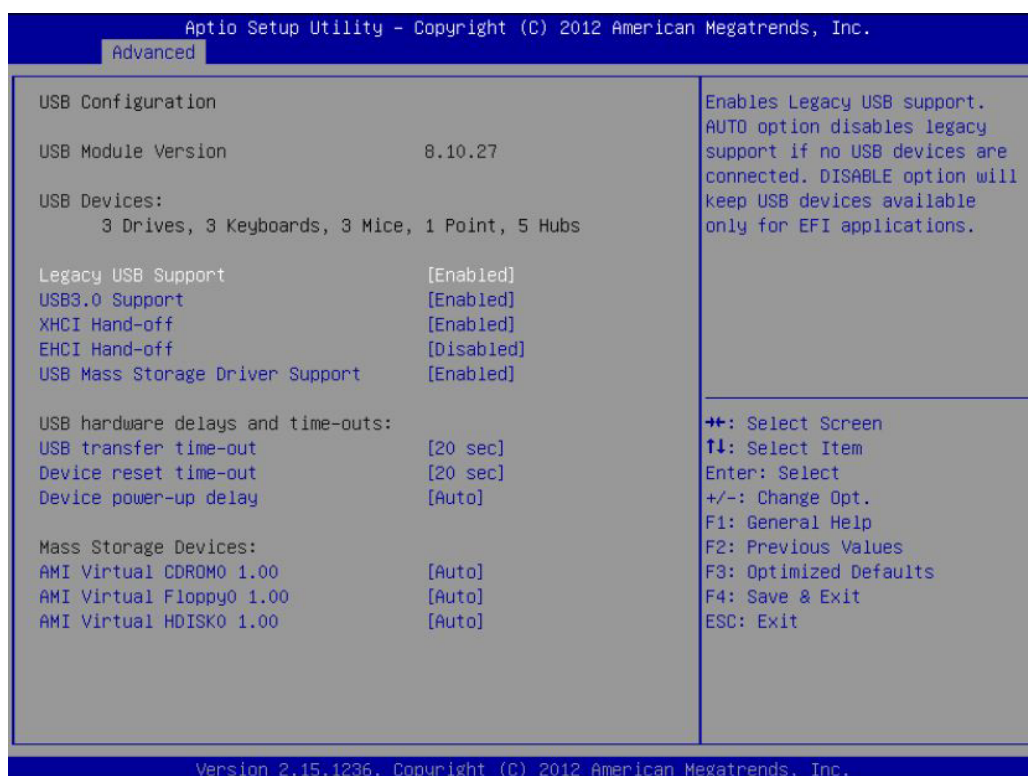 Aptio Setup Utility – Copyright (C) 2012 American Megatrends, Inc.
Advanced
USB Configuration
USB Module Version 8.10.27
USB Devices:
3 Drives, 3 Keyboards, 3 Mice, 1 Point, 5 Hubs
Legacy USB Support [Enabled]
USB3.0 Support [Enabled]
XHCI Hand-off [Enabled]
EHCI Hand-off [Disabled]
USB Mass Storage Driver Support [Enabled]
USB hardware delays and time-outs:
USB transfer time-out [20 sec]
Device reset time-out [20 sec]
Device power-up delay [Auto]
Mass Storage Devices:
AMI Virtual CDROM0 1.00 [Auto]
AMI Virtual Floppy0 1.00 [Auto]
AMI Virtual HDISK0 1.00 [Auto]
Enables Legacy USB support.
AUTO option disables legacy
support if no USB devices are
connected. DISABLE option will
keep USB devices available
only for EFI applications.
→←: Select Screen
↑↓: Select Item
Enter: Select
+/-: Change Opt.
F1: General Help
F2: Previous Values
F3: Optimized Defaults
F4: Save & Exit
ESC: Exit
Version 2.15.1236. Copyright (C) 2012 American Megatrends, Inc.